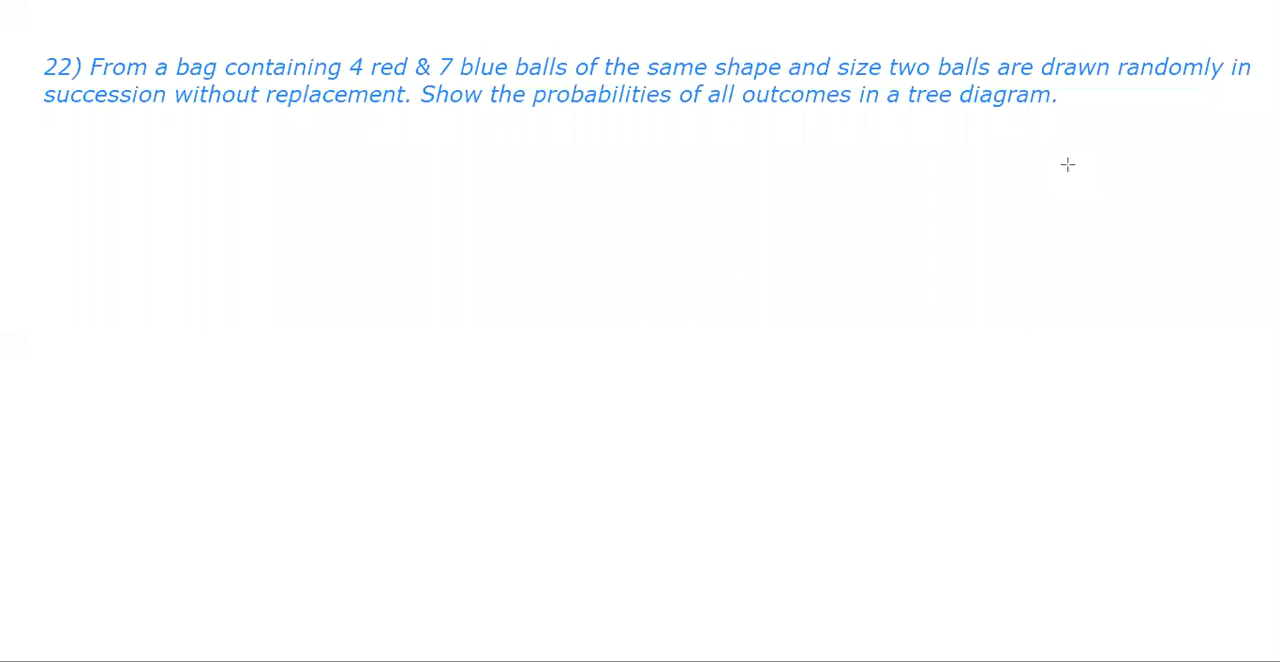 22) From a bag containing 4 red & 7 blue balls of the same shape and size two balls are drawn randomly in
succession without replacement. Show the probabilities of all outcomes in a tree diagram.